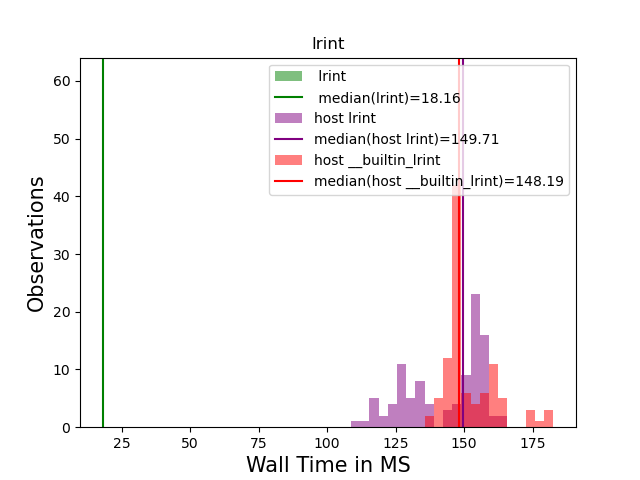 lrint
60
50
40
30
20
10
0
Observations
lrint
median(lrint)=18.16
host lrint
median(host lrint)=149.71
host __builtin_lrint
median(host __builtin_lrint)=148.19
25 50 75 100 125 150 175
Wall Time in MS